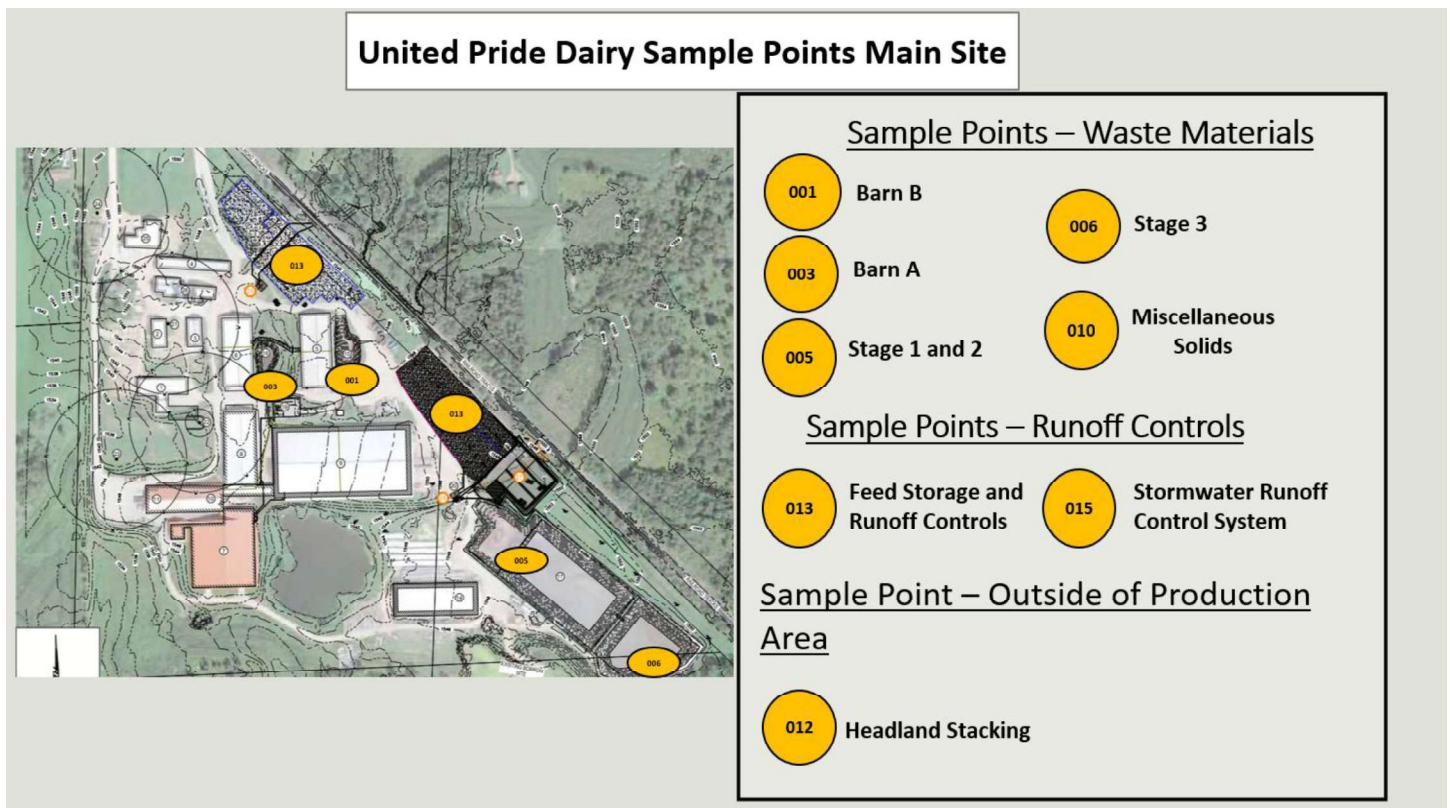 United Pride Dairy Sample Points Main Site
Sample Points – Waste Materials
001
Barn B
003
Barn A
005
Stage 1 and 2
006
Stage 3
010
Miscellaneous
Solids
Sample Points – Runoff Controls
013
Feed Storage and
Runoff Controls
015
Stormwater Runoff
Control System
Sample Point – Outside of Production
Area
012
Headland Stacking
013
003
001
013
005
006